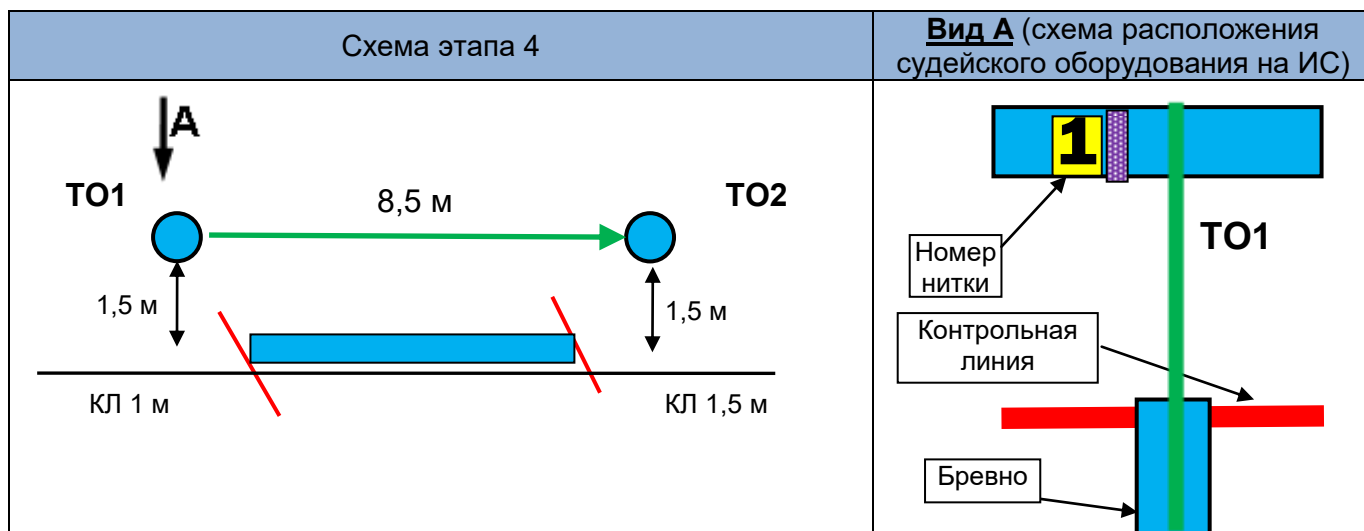 Схема этапа 4
Вид А (схема расположения
судейского оборудования на ИС)
А
ТО1
8,5 м
ТО2
1,5 м
1,5 м
КЛ 1 м
КЛ 1,5 м
1
ТО1
Номер
нитки
Контрольная
линия
Бревно